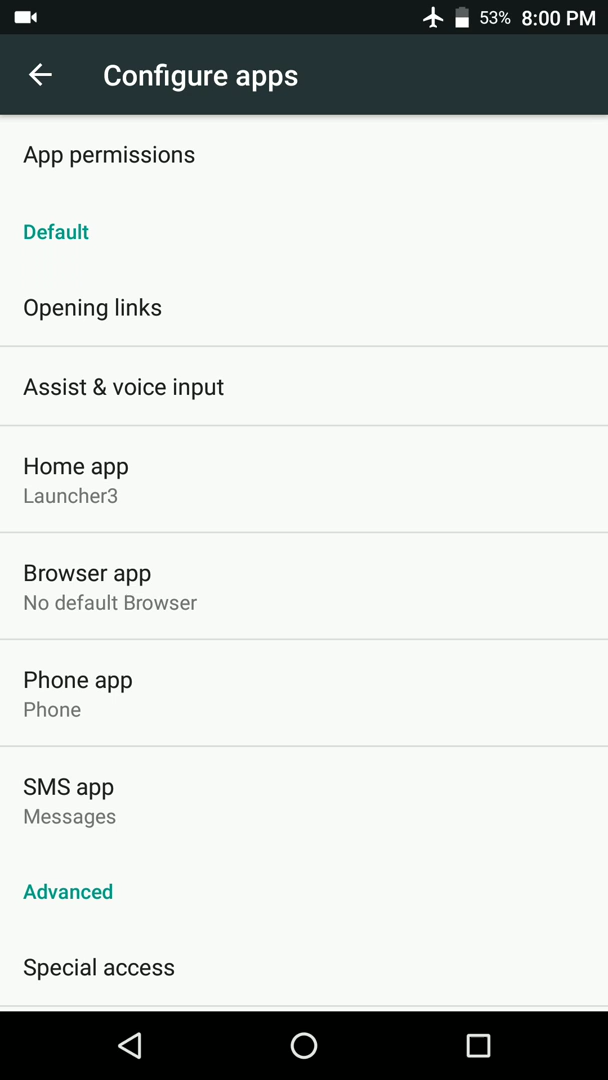 53% 8:00 PM
Configure apps
App permissions
Default
Opening links
Assist & voice input
Home app
Launcher3
Browser app
No default Browser
Phone app
Phone
SMS app
Messages
Advanced
Special access